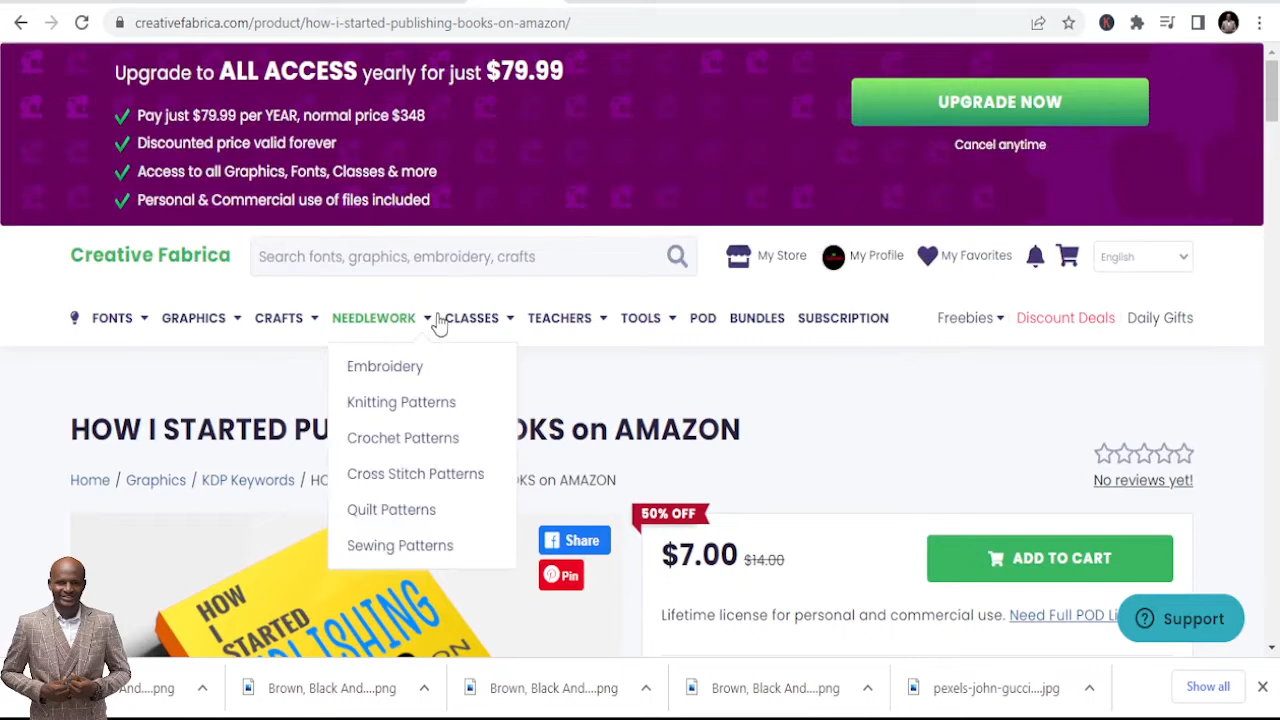 creativefabrica.com/product/how-i-started-publishing-books-on-amazon/
Upgrade to ALL ACCESS yearly for just $79.99
Pay just $79.99 per YEAR, normal price $348
Discounted price valid forever
Access to all Graphics, Fonts, Classes & more
Personal & Commercial use of files included
UPGRADE NOW
Cancel anytime
Creative Fabrica
Search fonts, graphics, embroidery, crafts
My Store
My Profile
My Favorites
English
FONTS GRAPHICS CRAFTS NEEDLEWORK CLASSES TEACHERS TOOLS POD BUNDLES SUBSCRIPTION Freebies Discount Deals Daily Gifts
Embroidery
Knitting Patterns
Crochet Patterns
Cross Stitch Patterns
Quilt Patterns
Sewing Patterns
HOW I STARTED PU OKS on AMAZON
Home / Graphics / KDP Keywords / HO OKS on AMAZON
No reviews yet!
HOW
I
STARTED
Share
Pin
50% OFF
$7.00 $14.00
ADD TO CART
Lifetime license for personal and commercial use. Need Full POD Li
Support
And....png
Brown, Black And....png
Brown, Black And....png
Brown, Black And....png
pexels-john-gucci...jpg
Show all